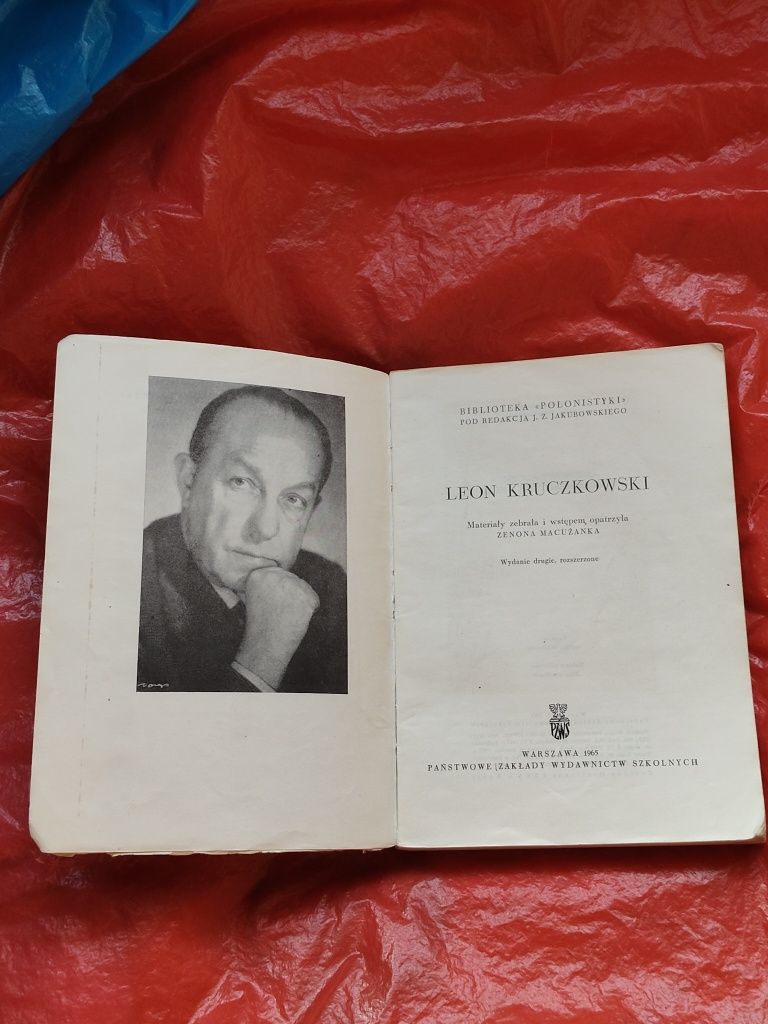 BIBLIOTEKA «POLONISTYKI»
POD REDAKCJĄ J. Z. JAKUBOWSKIEGO
LEON KRUCZKOWSKI
Materiały zebrała i wstępem opatrzyła
ZENONA MACUŻANKA
Wydanie drugie, rozszerzone
PZWS
WARSZAWA 1965
PAŃSTWOWE ZAKŁADY WYDAWNICTW SZKOLNYCH